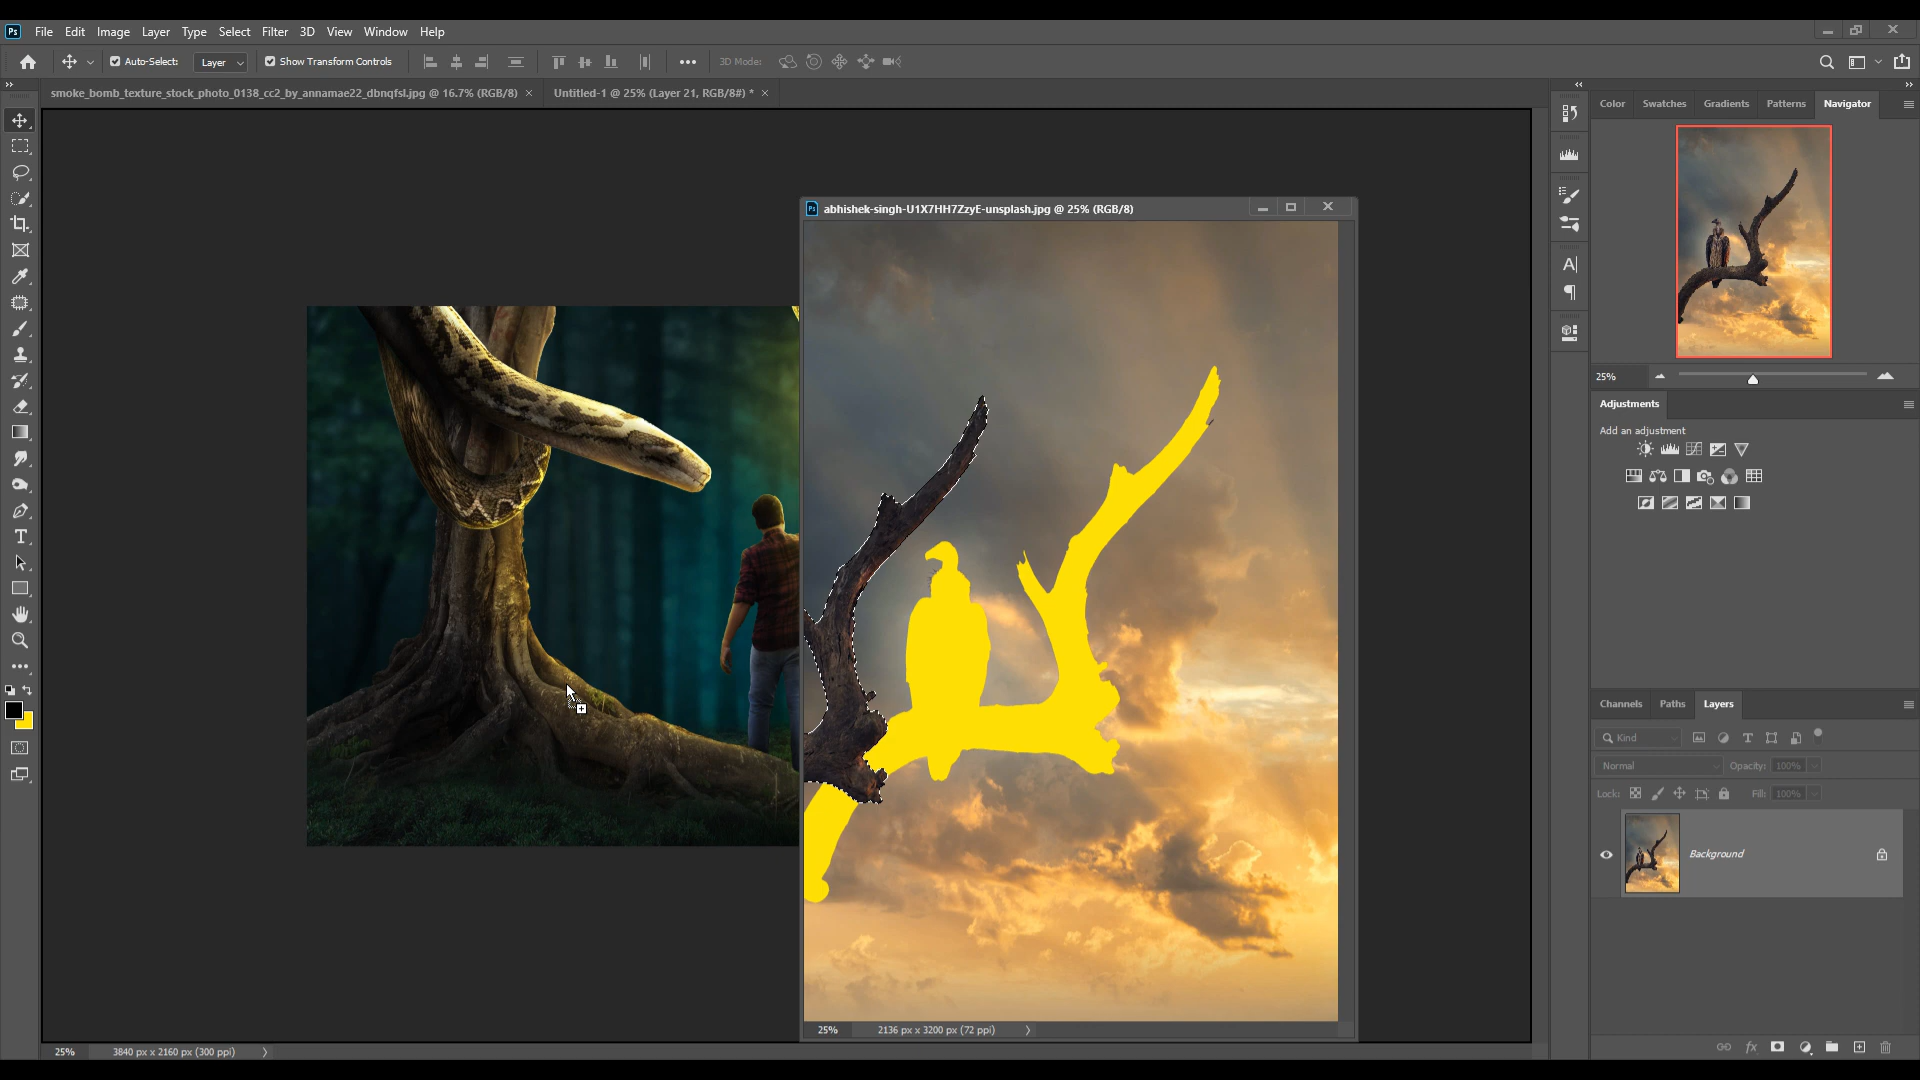 Ps File Edit Image Layer Type Select Filter 3D View Window Help
Auto-Select: Layer Show Transform Controls 3D Mode:
smoke_bomb_texture_stock_photo_0138_cc2_by_annamae22_dbnqfsl.jpg @ 16.7% (RGB/8) × Untitled-1 @ 25% (Layer 21, RGB/8#) * ×
Color Swatches Gradients Patterns Navigator
Ps abhishek-singh-U1X7HH7ZzyE-unsplash.jpg @ 25% (RGB/8)
25%
Adjustments
Add an adjustment
Channels Paths Layers
Kind
Normal Opacity: 100%
Lock: Fill: 100%
Background
25% 2136 px x 3200 px (72 ppi)
25% 3840 px x 2160 px (300 ppi)